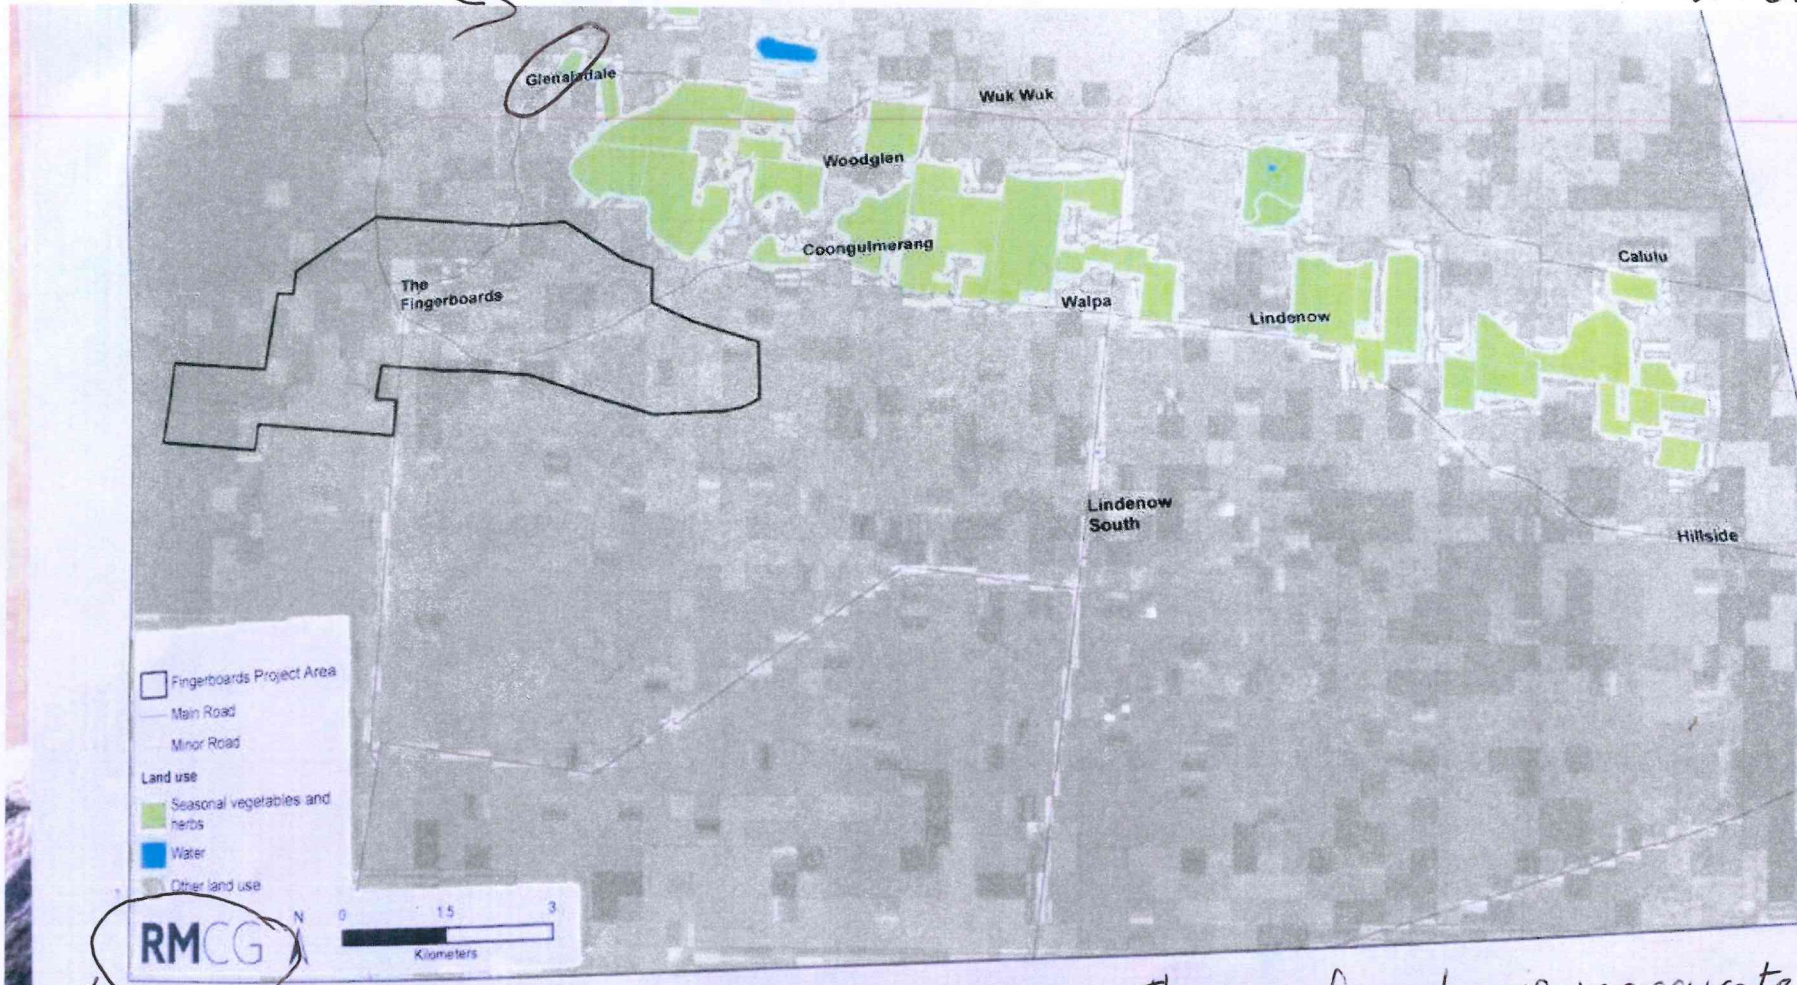 Glenaladale
Wuk Wuk
Woodglen
Coongulmerang
Calulu
The
Fingerboards
Walpa
Lindenow
Lindenow
South
Hillside
Fingerboards Project Area
Main Road
Minor Road
Land use
Seasonal vegetables and
herbs
Water
Other land use
RMCG
N
0 1.5 3
Kilometers
inaccurate